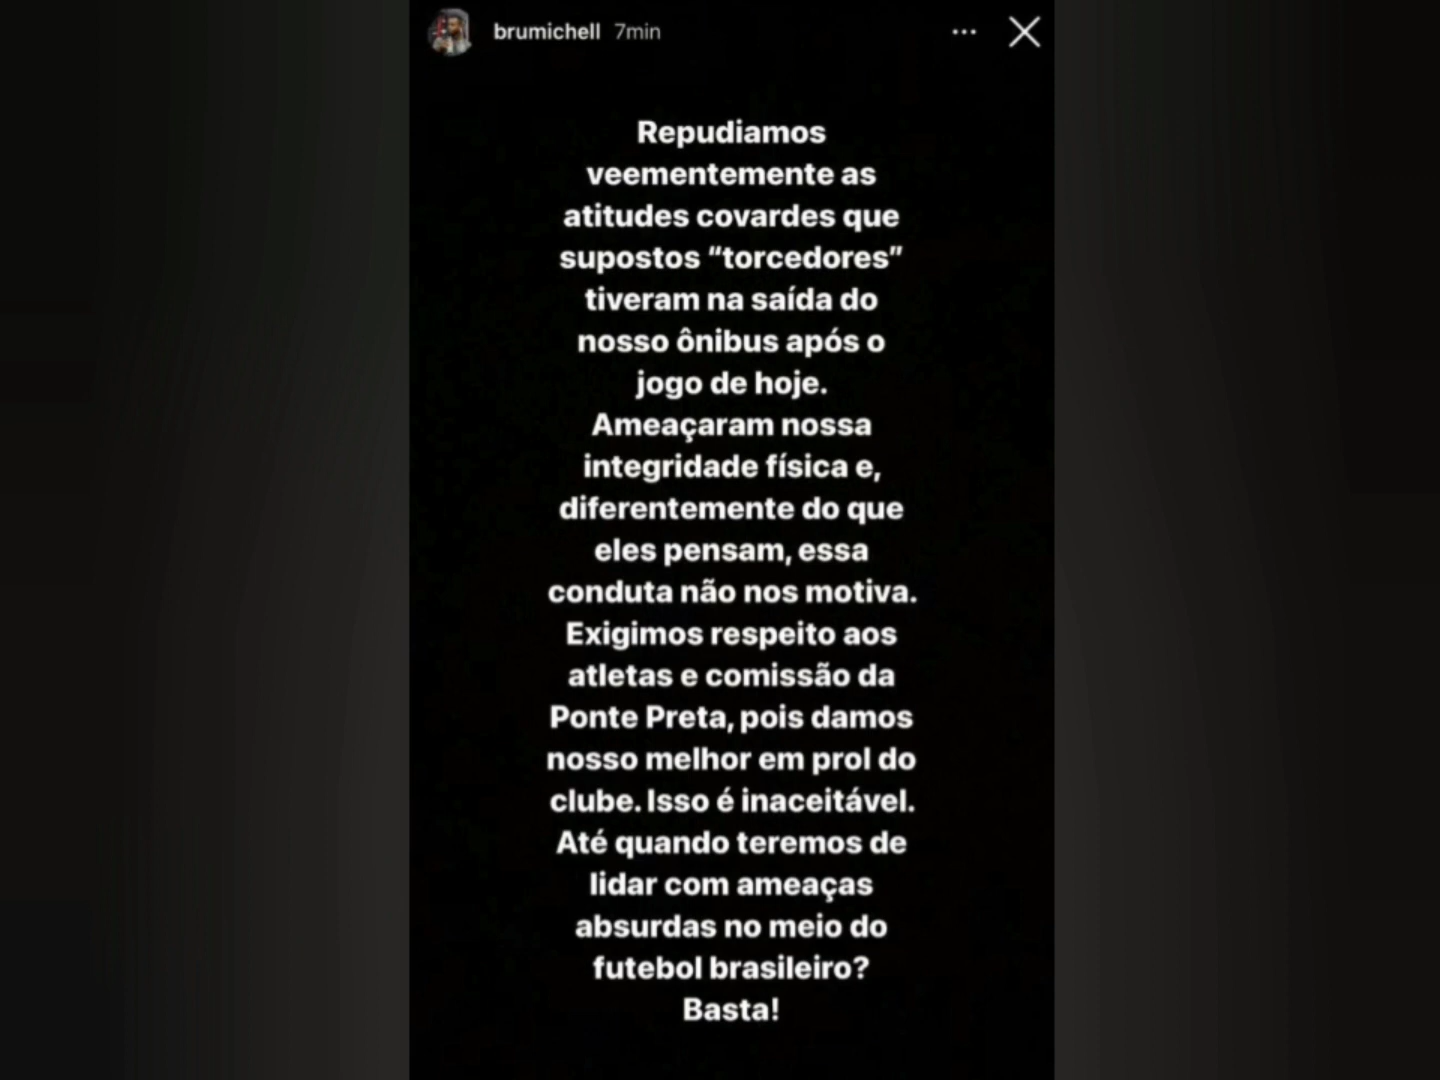 brumichell 7min
Repudiamos
veementemente as
atitudes covardes que
supostos “torcedores”
tiveram na saída do
nosso ônibus após o
jogo de hoje.
Ameaçaram nossa
integridade física e,
diferentemente do que
eles pensam, essa
conduta não nos motiva.
Exigimos respeito aos
atletas e comissão da
Ponte Preta, pois damos
nosso melhor em prol do
clube. Isso é inaceitável.
Até quando teremos de
lidar com ameaças
absurdas no meio do
futebol brasileiro?
Basta!